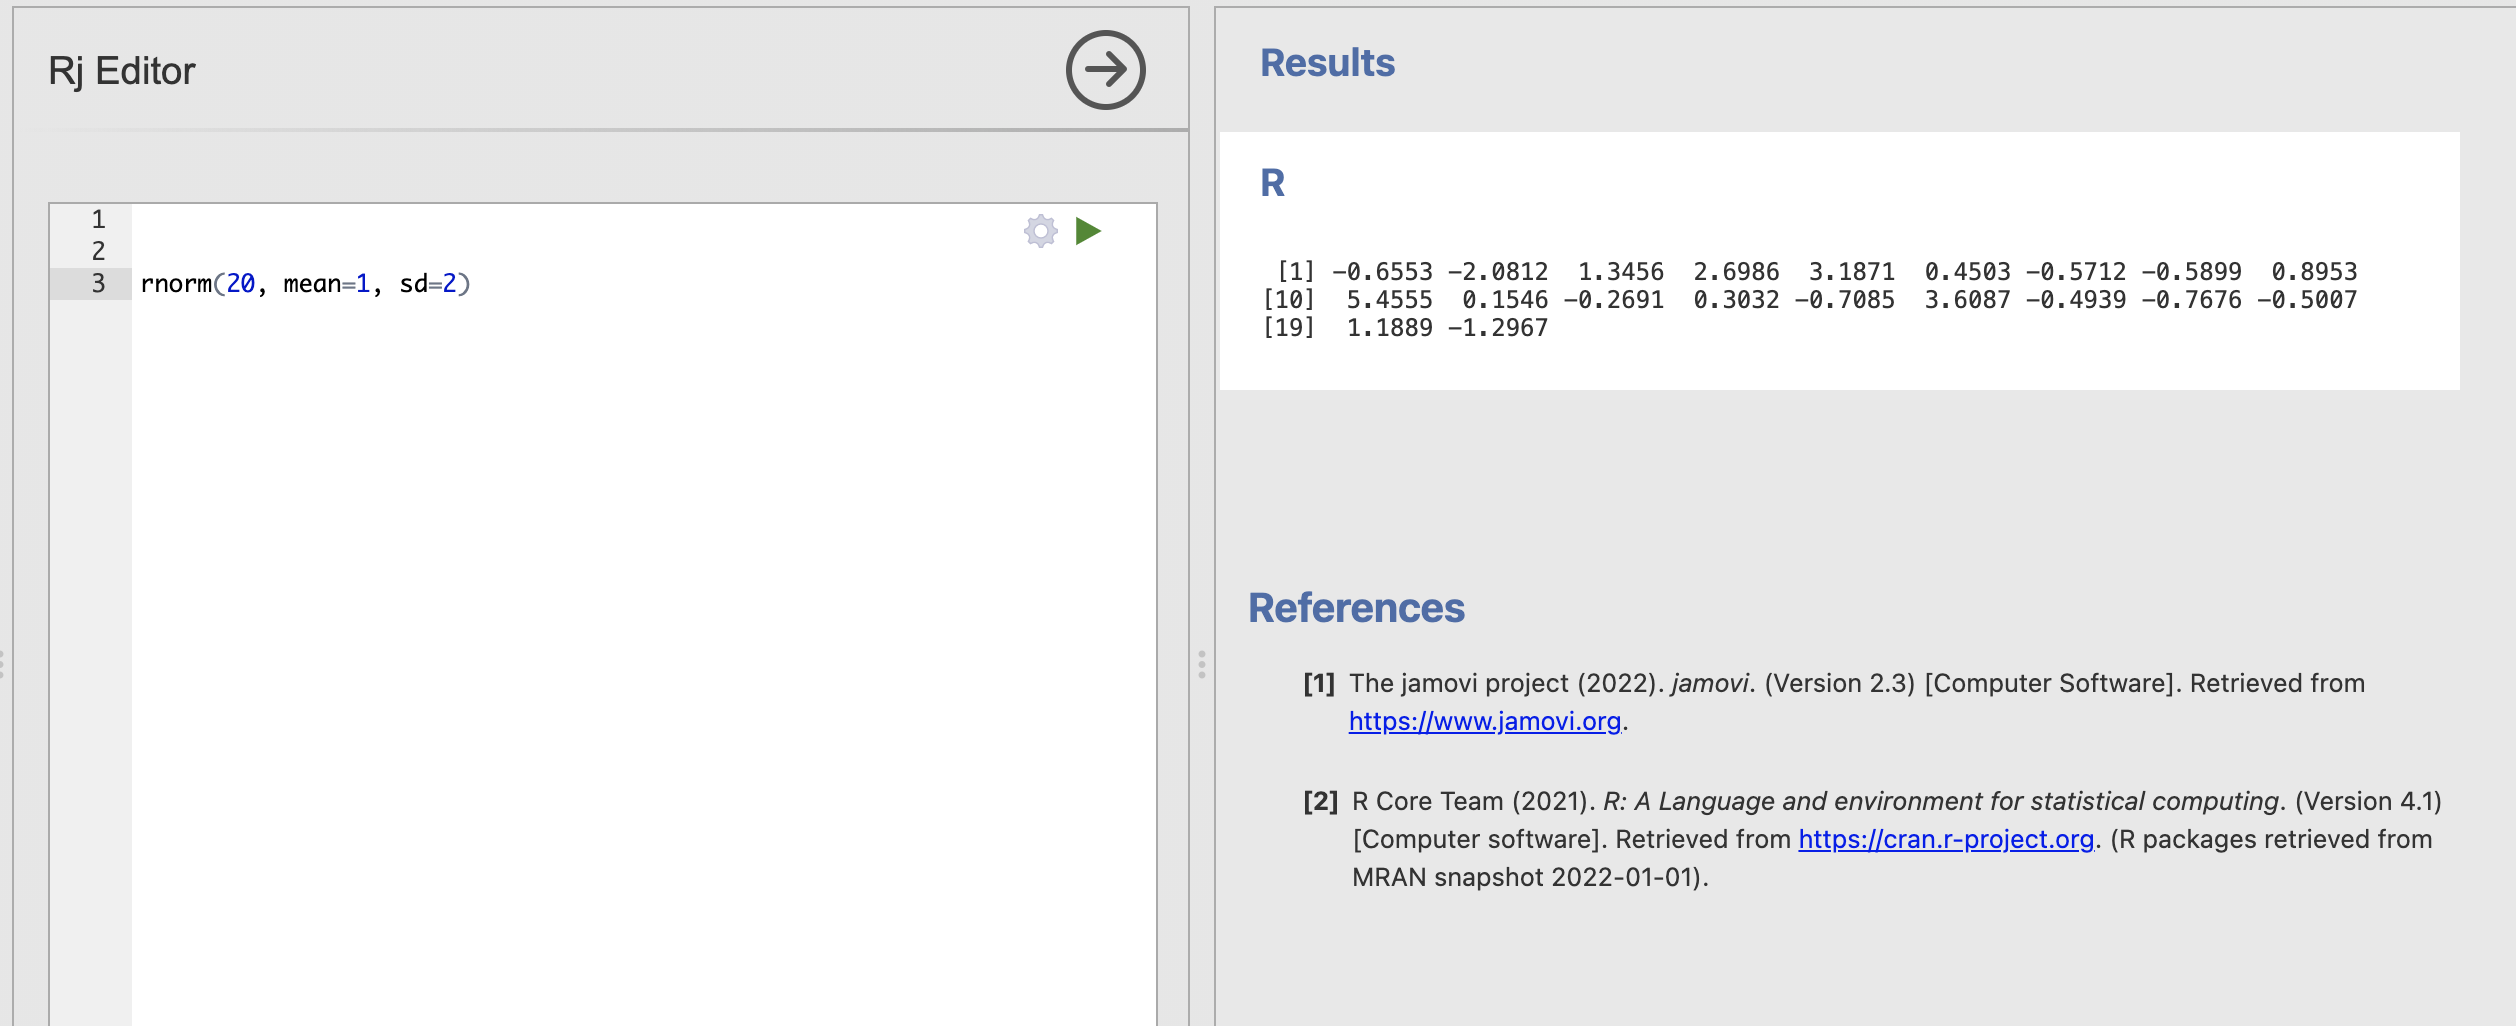 Rj Editor
1
2
3 rnorm(20, mean=1, sd=2)
Results
R
[1] -0.6553 -2.0812 1.3456 2.6986 3.1871 0.4503 -0.5712 -0.5899 0.8953
[10] 5.4555 0.1546 -0.2691 0.3032 -0.7085 3.6087 -0.4939 -0.7676 -0.5007
[19] 1.1889 -1.2967
References
[1] The jamovi project (2022). jamovi. (Version 2.3) [Computer Software]. Retrieved from
https://www.jamovi.org.
[2] R Core Team (2021). R: A Language and environment for statistical computing. (Version 4.1)
[Computer software]. Retrieved from https://cran.r-project.org. (R packages retrieved from
MRAN snapshot 2022-01-01).